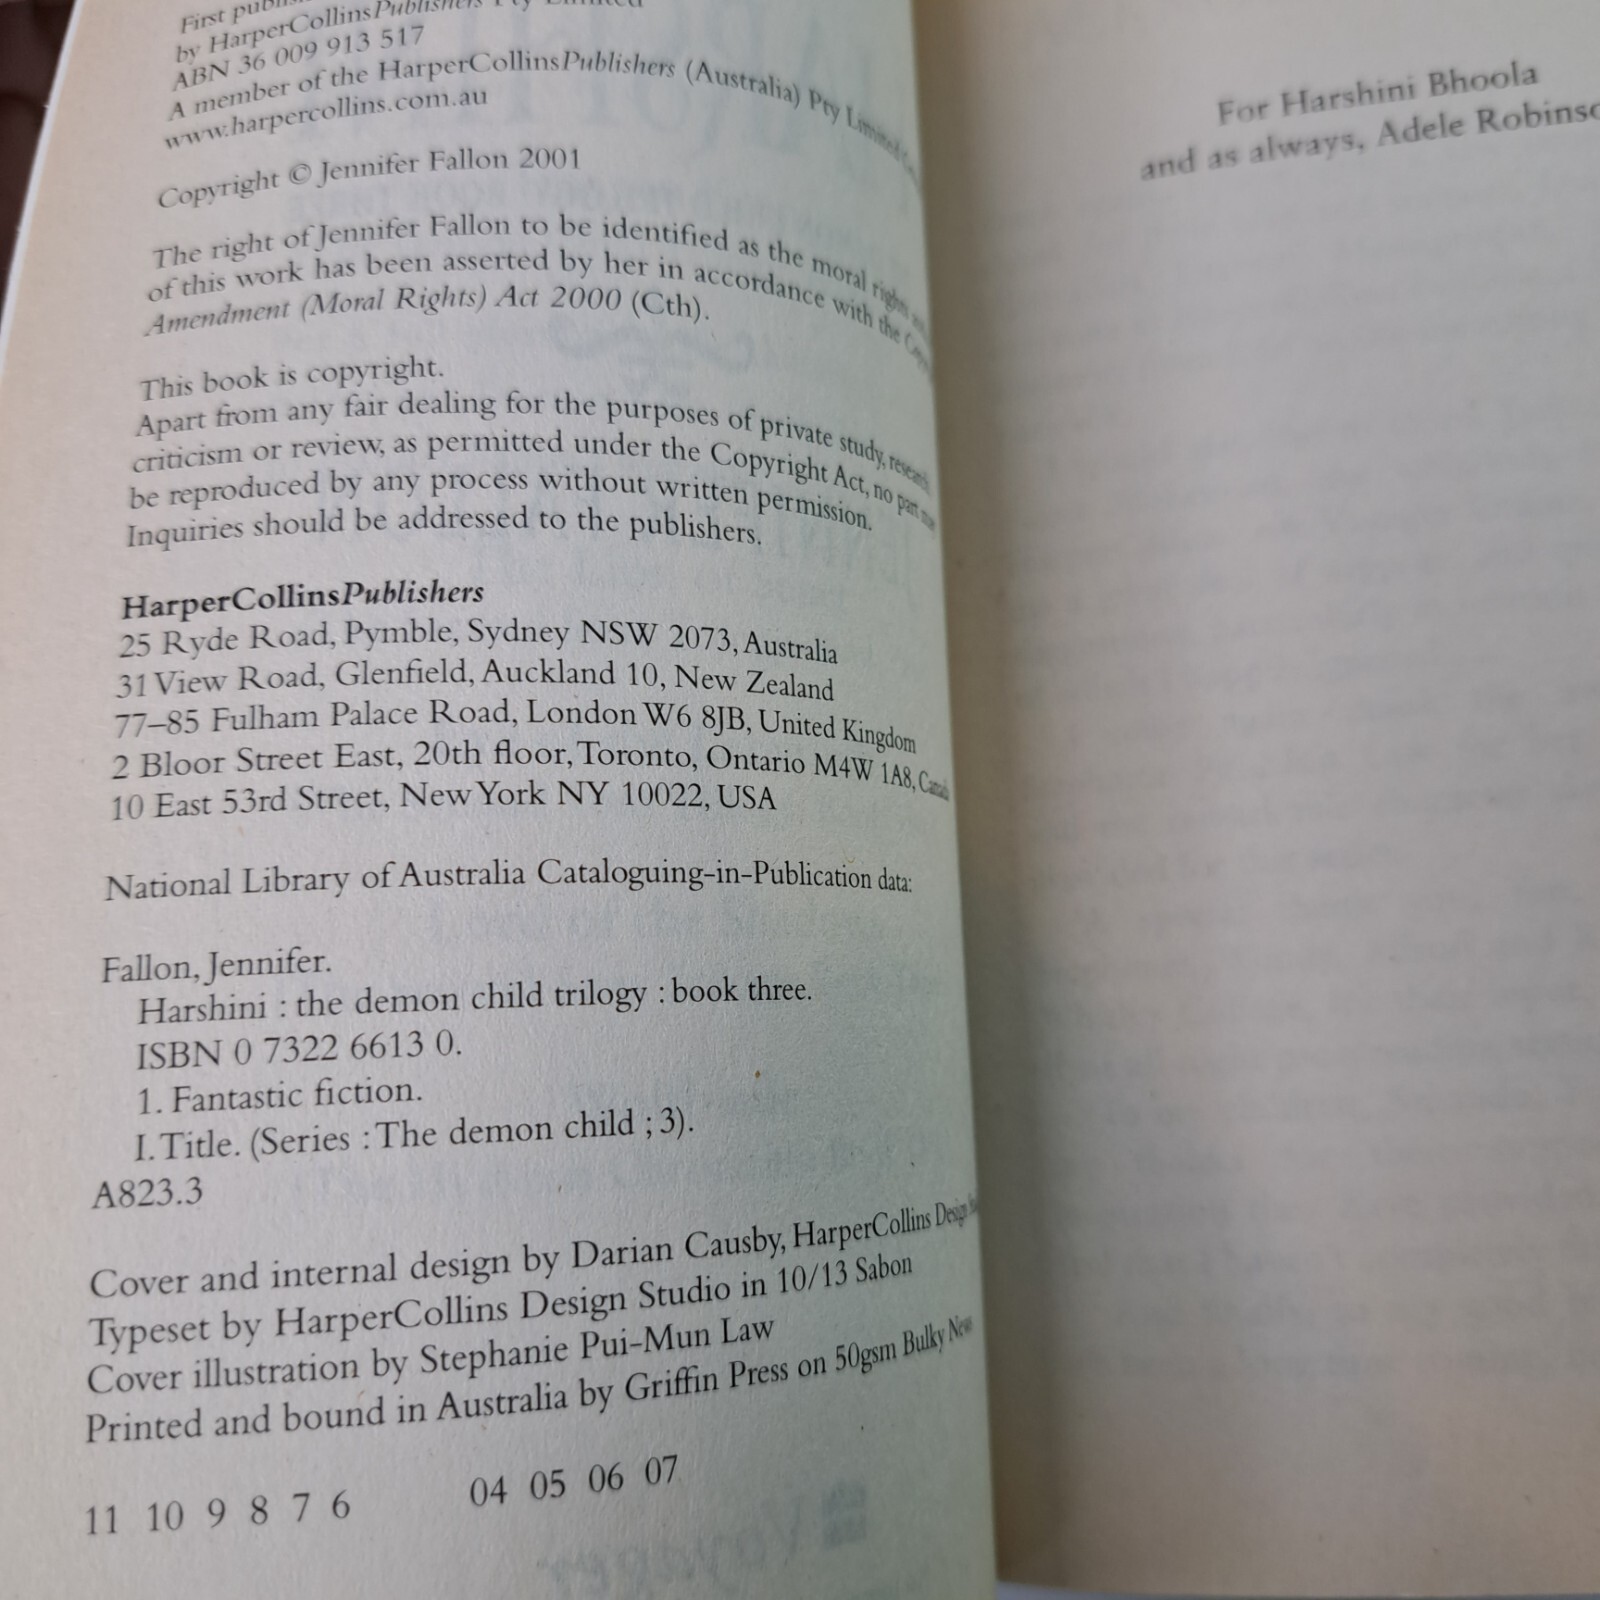 First
by HarperCollinsPublishers Pty Limited
ABN 36 009 913 517
A member of the HarperCollinsPublishers (Australia) Pty Limited
www.harpercollins.com.au
Copyright © Jennifer Fallon 2001
The right of Jennifer Fallon to be identified as the moral rights
of this work has been asserted by her in accordance with the
Amendment (Moral Rights) Act 2000 (Cth).
This book is copyright.
Apart from any fair dealing for the purposes of private study, research
criticism or review, as permitted under the Copyright Act, no part may
be reproduced by any process without written permission.
Inquiries should be addressed to the publishers.
HarperCollinsPublishers
25 Ryde Road, Pymble, Sydney NSW 2073, Australia
31 View Road, Glenfield, Auckland 10, New Zealand
77–85 Fulham Palace Road, London W6 8JB, United Kingdom
2 Bloor Street East, 20th floor, Toronto, Ontario M4W 1A8, Canada
10 East 53rd Street, New York NY 10022, USA
National Library of Australia Cataloguing-in-Publication data:
Fallon, Jennifer.
Harshini : the demon child trilogy : book three.
ISBN 0 7322 6613 0.
1. Fantastic fiction.
I. Title. (Series : The demon child ; 3).
A823.3
Cover and internal design by Darian Causby, HarperCollins Design
Typeset by HarperCollins Design Studio in 10/13 Sabon
Cover illustration by Stephanie Pui-Mun Law
Printed and bound in Australia by Griffin Press on 50gsm Bulky News
11 10 9 8 7 6 04 05 06 07
For Harshini Bhoola
and as always, Adele